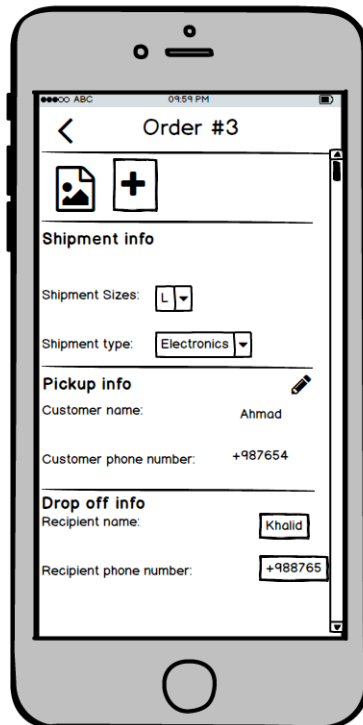 ABC 09:59 PM
Order #3
Shipment info
Shipment Sizes: L
Shipment type: Electronics
Pickup info
Customer name: Ahmad
Customer phone number: +987654
Drop off info
Recipient name: Khalid
Recipient phone number: +988765